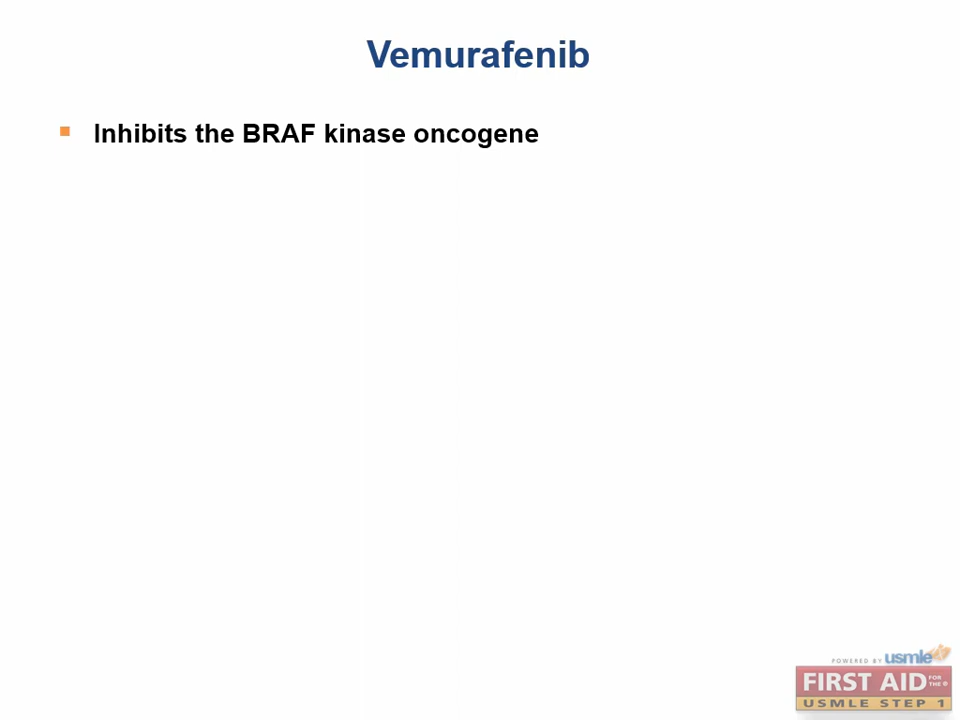 Vemurafenib
Inhibits the BRAF kinase oncogene
POWERED BY usmle
FIRST AID FOR THE ®
USMLE STEP 1